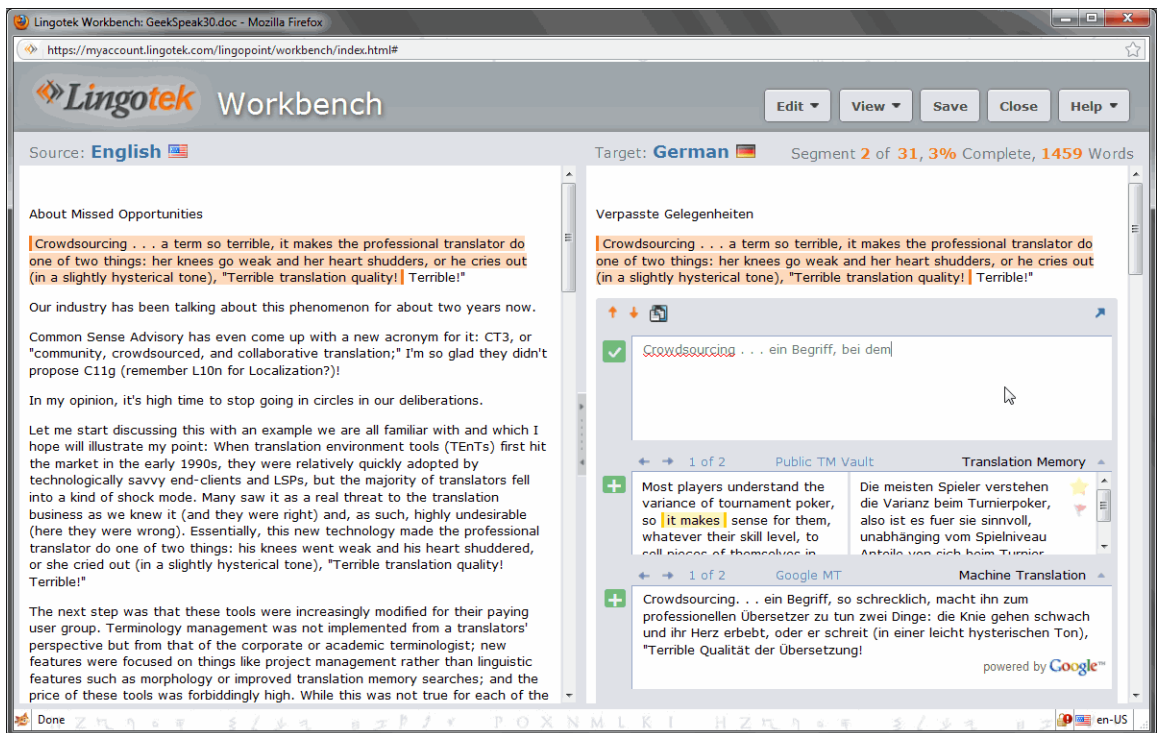 Lingotek Workbench: GeekSpeak30.doc - Mozilla Firefox
https://myaccount.lingotek.com/lingopoint/workbench/index.html#
Lingotek Workbench
Edit View Save Close Help
Source: English
Target: German Segment 2 of 31, 3% Complete, 1459 Words
About Missed Opportunities
Crowdsourcing . . . a term so terrible, it makes the professional translator do
one of two things: her knees go weak and her heart shudders, or he cries out
(in a slightly hysterical tone), "Terrible translation quality! Terrible!"
Our industry has been talking about this phenomenon for about two years now.
Common Sense Advisory has even come up with a new acronym for it: CT3, or
"community, crowdsourced, and collaborative translation;" I'm so glad they didn't
propose C11g (remember L10n for Localization?)!
In my opinion, it's high time to stop going in circles in our deliberations.
Let me start discussing this with an example we are all familiar with and which I
hope will illustrate my point: When translation environment tools (TEnTs) first hit
the market in the early 1990s, they were relatively quickly adopted by
technologically savvy end-clients and LSPs, but the majority of translators fell
into a kind of shock mode. Many saw it as a real threat to the translation
business as we knew it (and they were right) and, as such, highly undesirable
(here they were wrong). Essentially, this new technology made the professional
translator do one of two things: his knees went weak and his heart shuddered,
or she cried out (in a slightly hysterical tone), "Terrible translation quality!
Terrible!"
The next step was that these tools were increasingly modified for their paying
user group. Terminology management was not implemented from a translators'
perspective but from that of the corporate or academic terminologist; new
features were focused on things like project management rather than linguistic
features such as morphology or improved translation memory searches; and the
price of these tools was forbiddingly high. While this was not true for each of the
Verpasste Gelegenheiten
Crowdsourcing . . . a term so terrible, it makes the professional translator do
one of two things: her knees go weak and her heart shudders, or he cries out
(in a slightly hysterical tone), "Terrible translation quality! Terrible!"
Crowdsourcing . . . ein Begriff, bei dem
1 of 2 Public TM Vault Translation Memory
Most players understand the
variance of tournament poker,
so it makes sense for them,
whatever their skill level, to
sell pieces of themselves in
Die meisten Spieler verstehen
die Varianz beim Turnierpoker,
also ist es fuer sie sinnvoll,
unabhänging vom Spielniveau
Anteile von sich beim Turnier
1 of 2 Google MT Machine Translation
Crowdsourcing. . . ein Begriff, so schrecklich, macht ihn zum
professionellen Übersetzer zu tun zwei Dinge: die Knie gehen schwach
und ihr Herz erbebt, oder er schreit (in einer leicht hysterischen Ton),
"Terrible Qualität der Übersetzung!
powered by Google™
Done
en-US